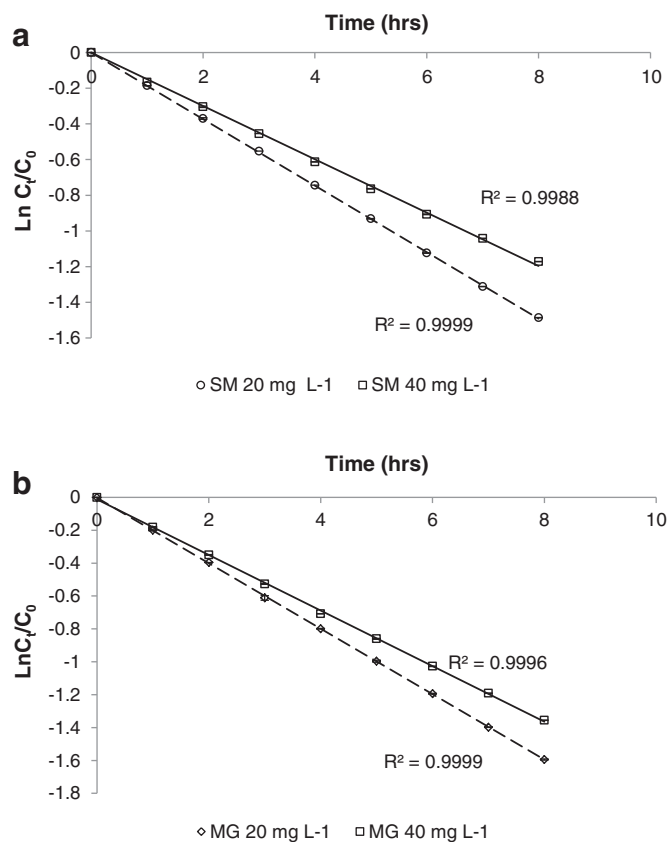 a
Time (hrs)
0 2 4 6 8 10
0
-0.2
-0.4
-0.6
-0.8
-1
-1.2
-1.4
-1.6
Ln Ct/C0
R² = 0.9988
R² = 0.9999
SM 20 mg L-1 SM 40 mg L-1
b
Time (hrs)
0 2 4 6 8 10
0
-0.2
-0.4
-0.6
-0.8
-1
-1.2
-1.4
-1.6
-1.8
LnCt/C0
R² = 0.9996
R² = 0.9999
MG 20 mg L-1 MG 40 mg L-1